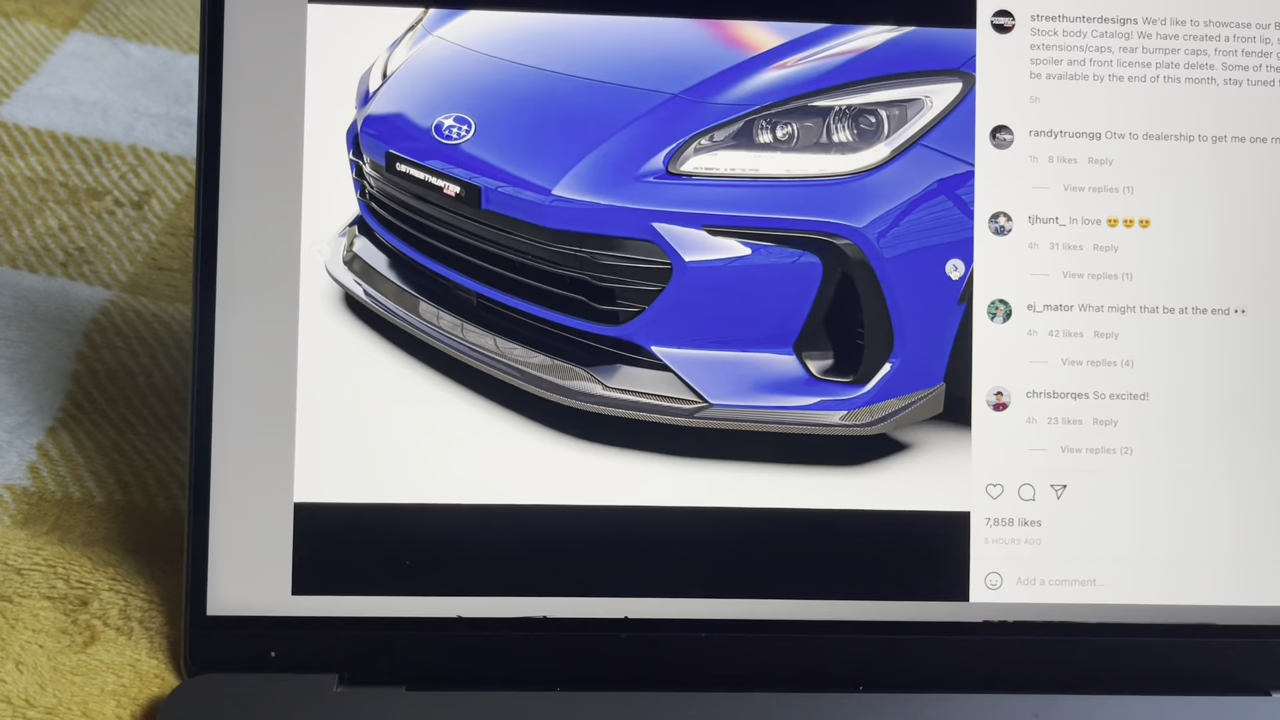 STREETHUNTER
streethunterdesigns We'd like to showcase our
Stock body Catalog! We have created a front lip,
extensions/caps, rear bumper caps, front fender
spoiler and front license plate delete. Some of the
be available by the end of this month, stay tuned
5h
randytruongg Otw to dealership to get me one
1h 8 likes Reply
View replies (1)
tjhunt_ In love 😍😍😍
4h 31 likes Reply
View replies (1)
ej_mator What might that be at the end 👀
4h 42 likes Reply
View replies (4)
chrisborqes So excited!
4h 23 likes Reply
View replies (2)
7,858 likes
HOURS AGO
Add a comment...